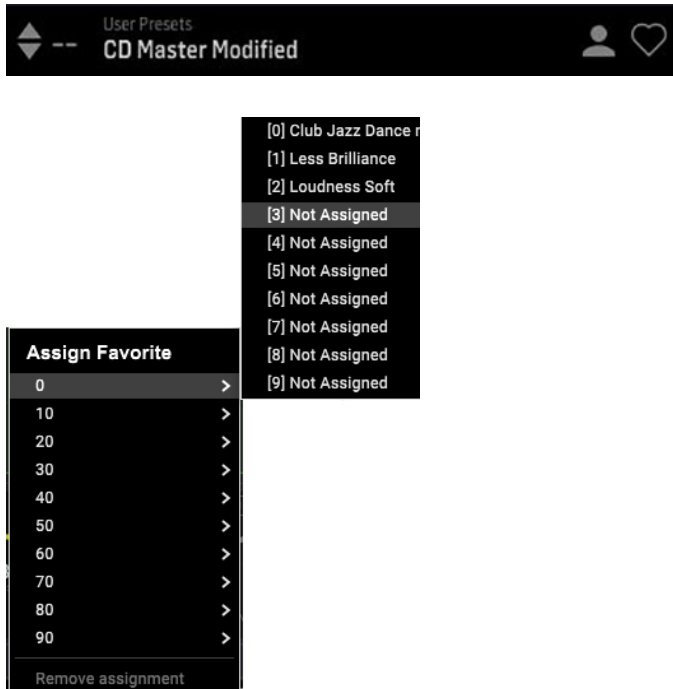 User Presets
-- CD Master Modified
[0] Club Jazz Dance
[1] Less Brilliance
[2] Loudness Soft
[3] Not Assigned
[4] Not Assigned
[5] Not Assigned
[6] Not Assigned
[7] Not Assigned
[8] Not Assigned
[9] Not Assigned
Assign Favorite
0 >
10 >
20 >
30 >
40 >
50 >
60 >
70 >
80 >
90 >
Remove assignment